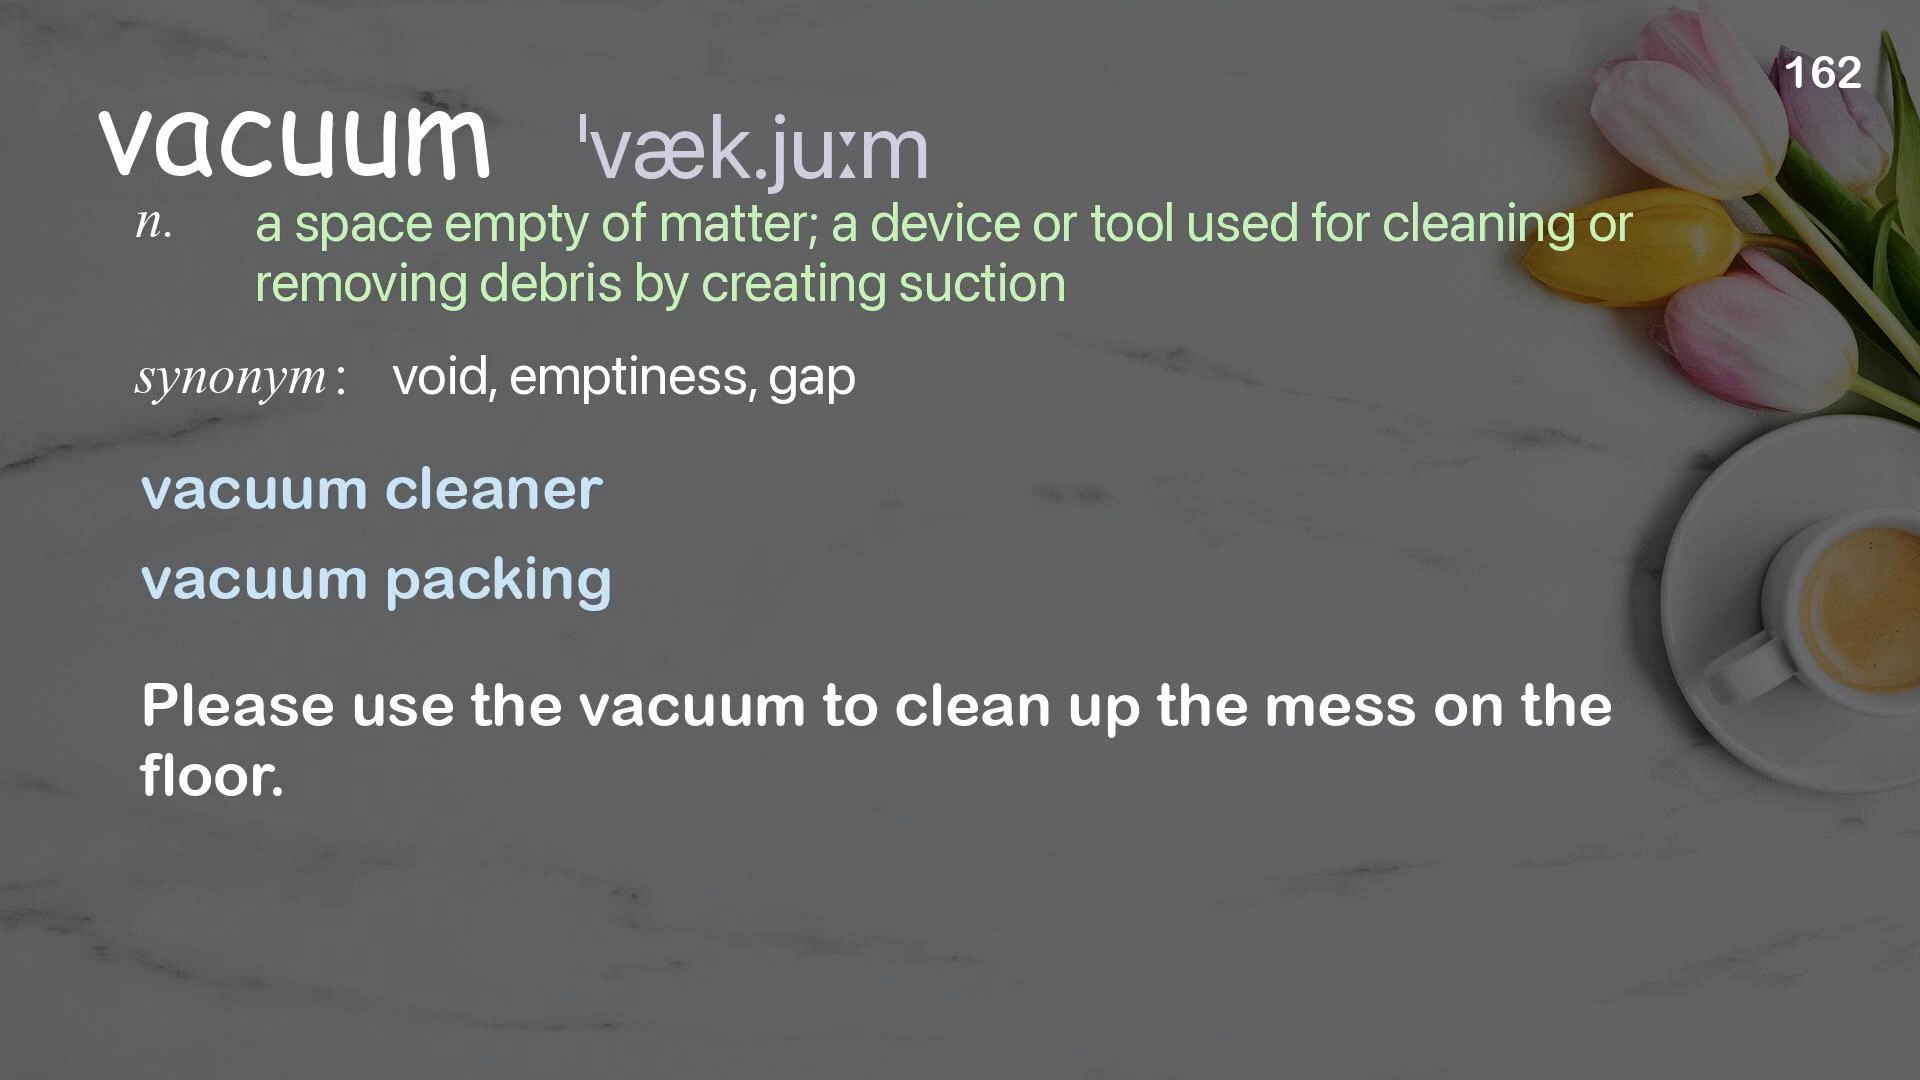 162
vacuum ˈvæk.juːm
n. a space empty of matter; a device or tool used for cleaning or
removing debris by creating suction
synonym: void, emptiness, gap
vacuum cleaner
vacuum packing
Please use the vacuum to clean up the mess on the
floor.